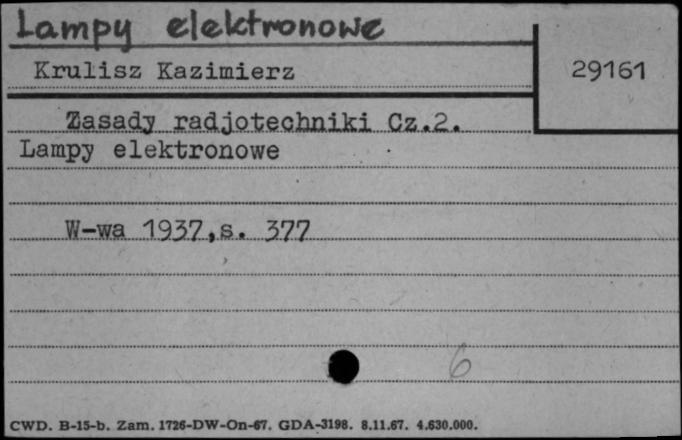 Lampy elektronowe
Krulisz Kazimierz
29161
Zasady radjotechniki Cz.2.
Lampy elektronowe
W-wa 1937,s. 377
6
CWD. B-15-b. Zam. 1726-DW-On-67. GDA-3198. 8.11.67. 4.630.000.